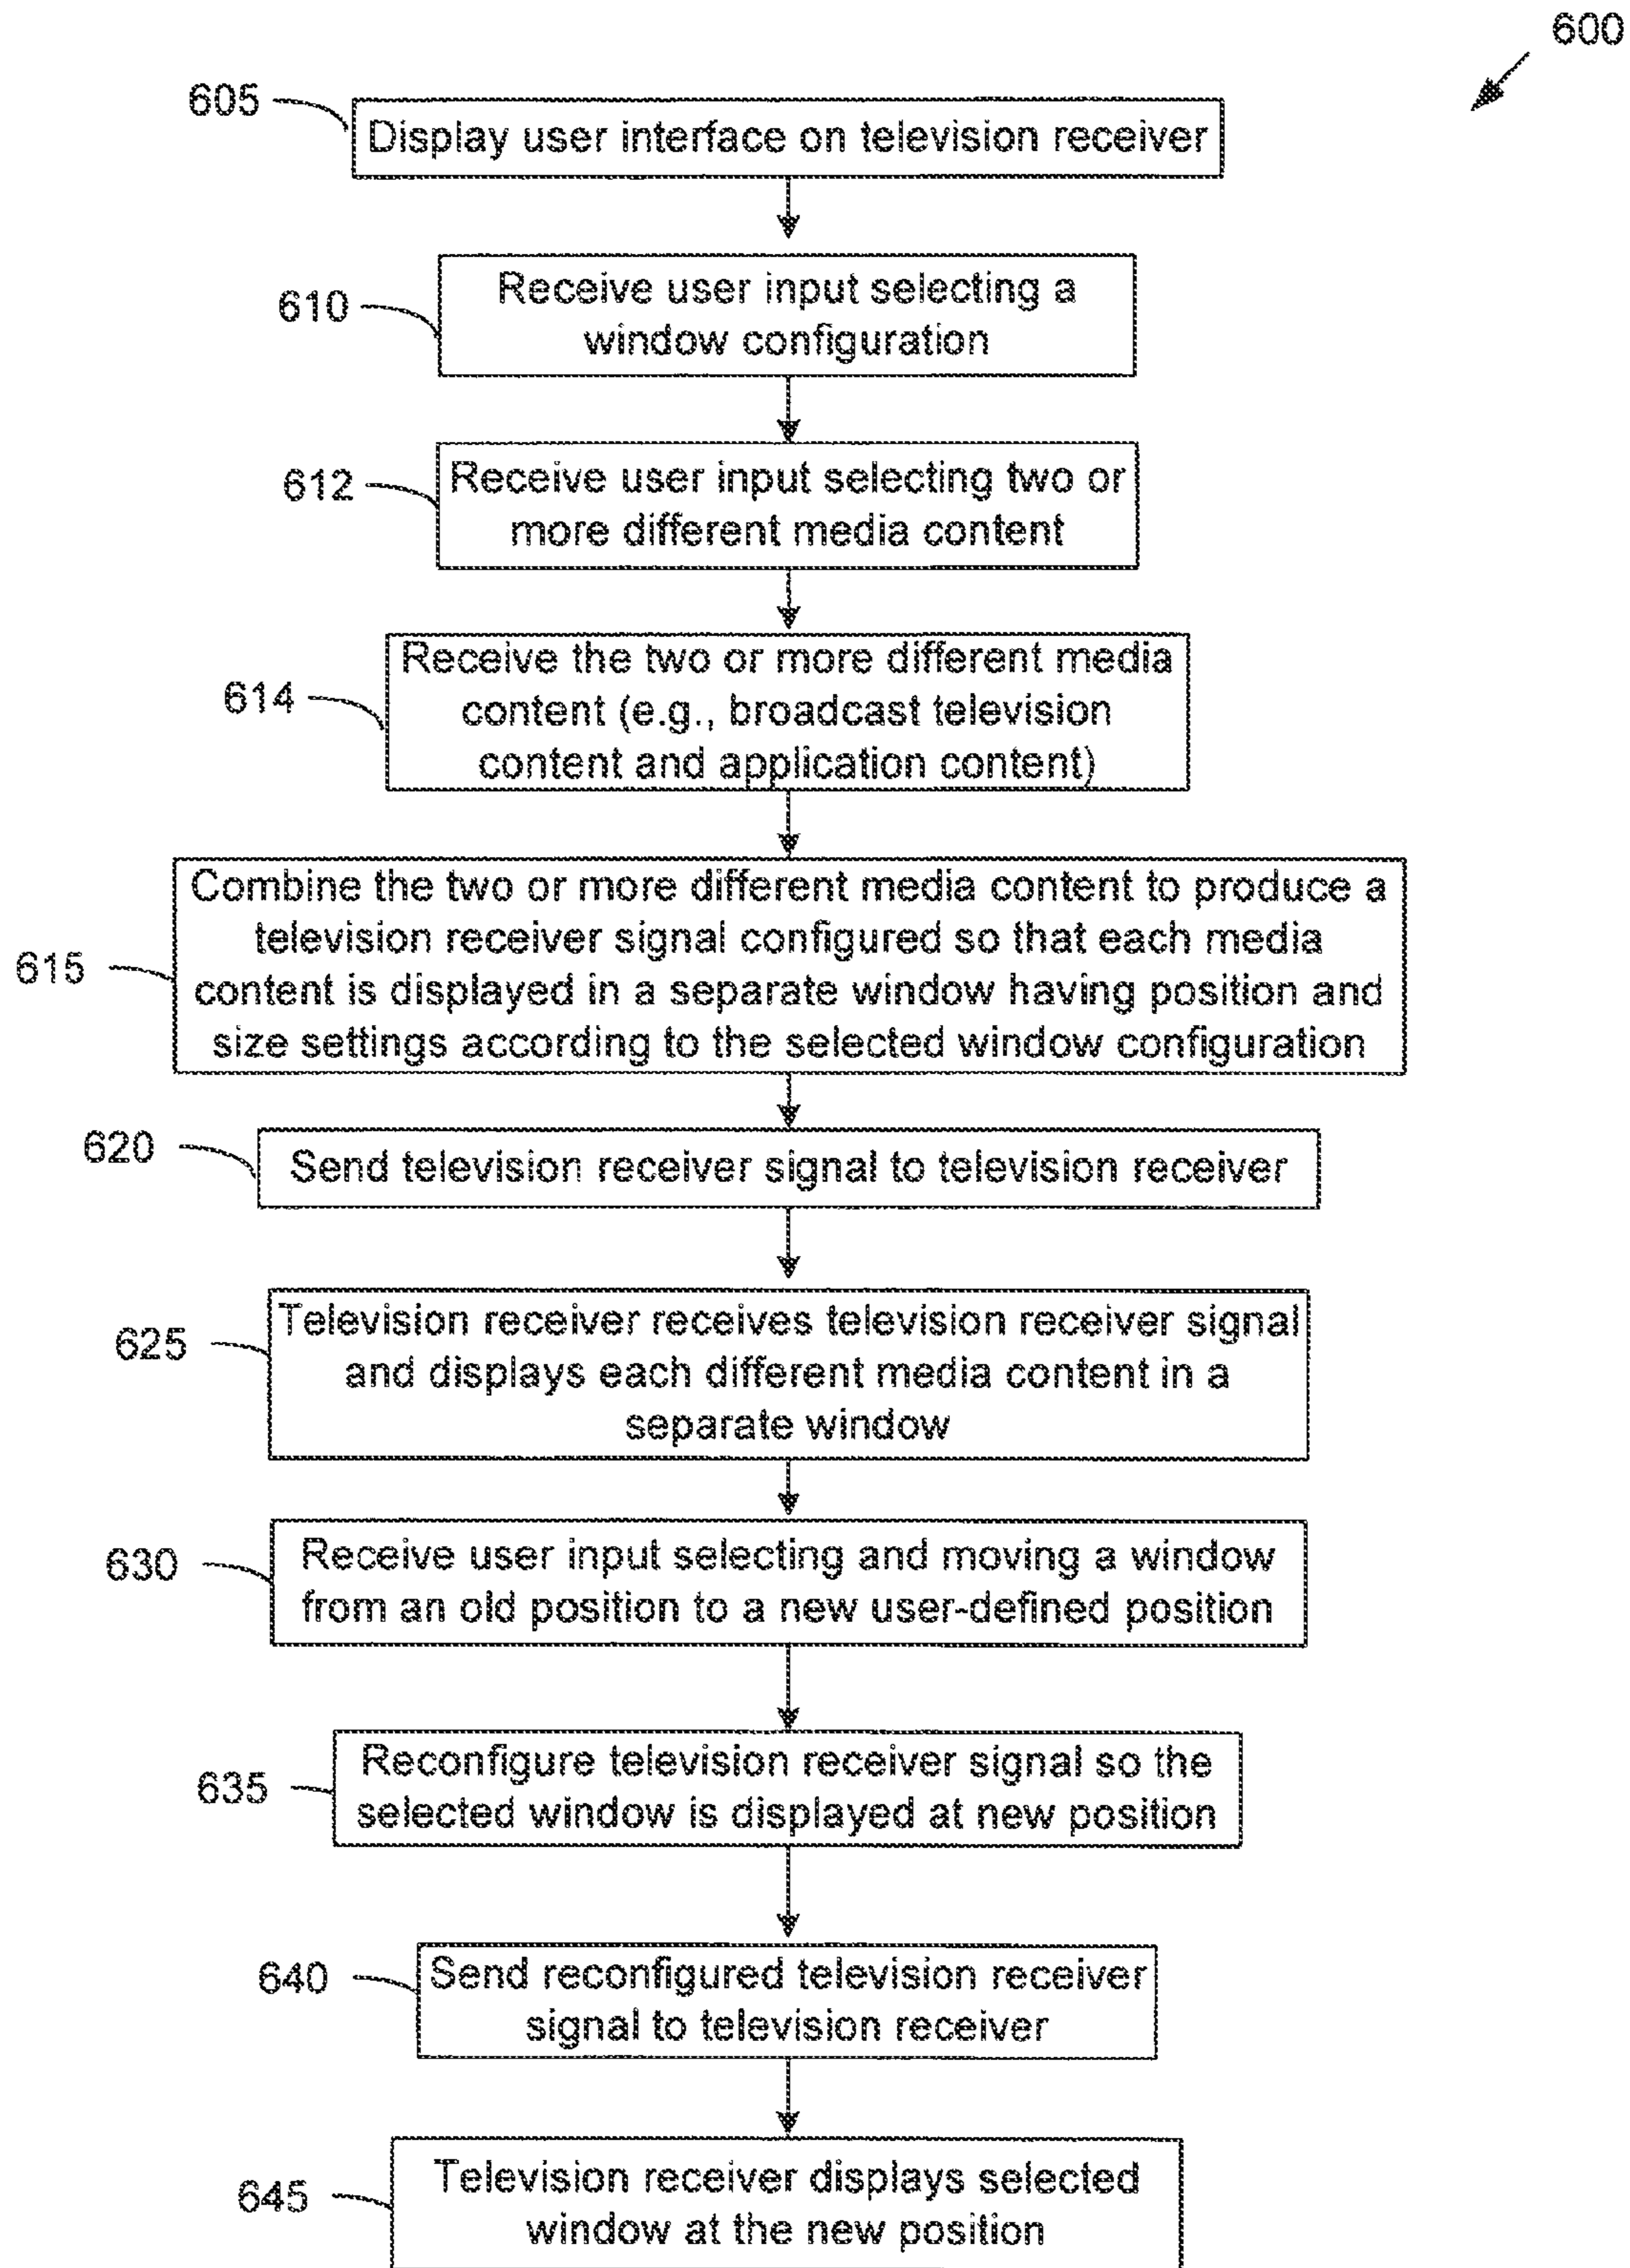 600
605
Display user interface on television receiver
610
Receive user input selecting a
window configuration
612
Receive user input selecting two or
more different media content
614
Receive the two or more different media
content (e.g., broadcast television
content and application content)
615
Combine the two or more different media content to produce a
television receiver signal configured so that each media
content is displayed in a separate window having position and
size settings according to the selected window configuration
620
Send television receiver signal to television receiver
625
Television receiver receives television receiver signal
and displays each different media content in a
separate window
630
Receive user input selecting and moving a window
from an old position to a new user-defined position
635
Reconfigure television receiver signal so the
selected window is displayed at new position
640
Send reconfigured television receiver
signal to television receiver
645
Television receiver displays selected
window at the new position